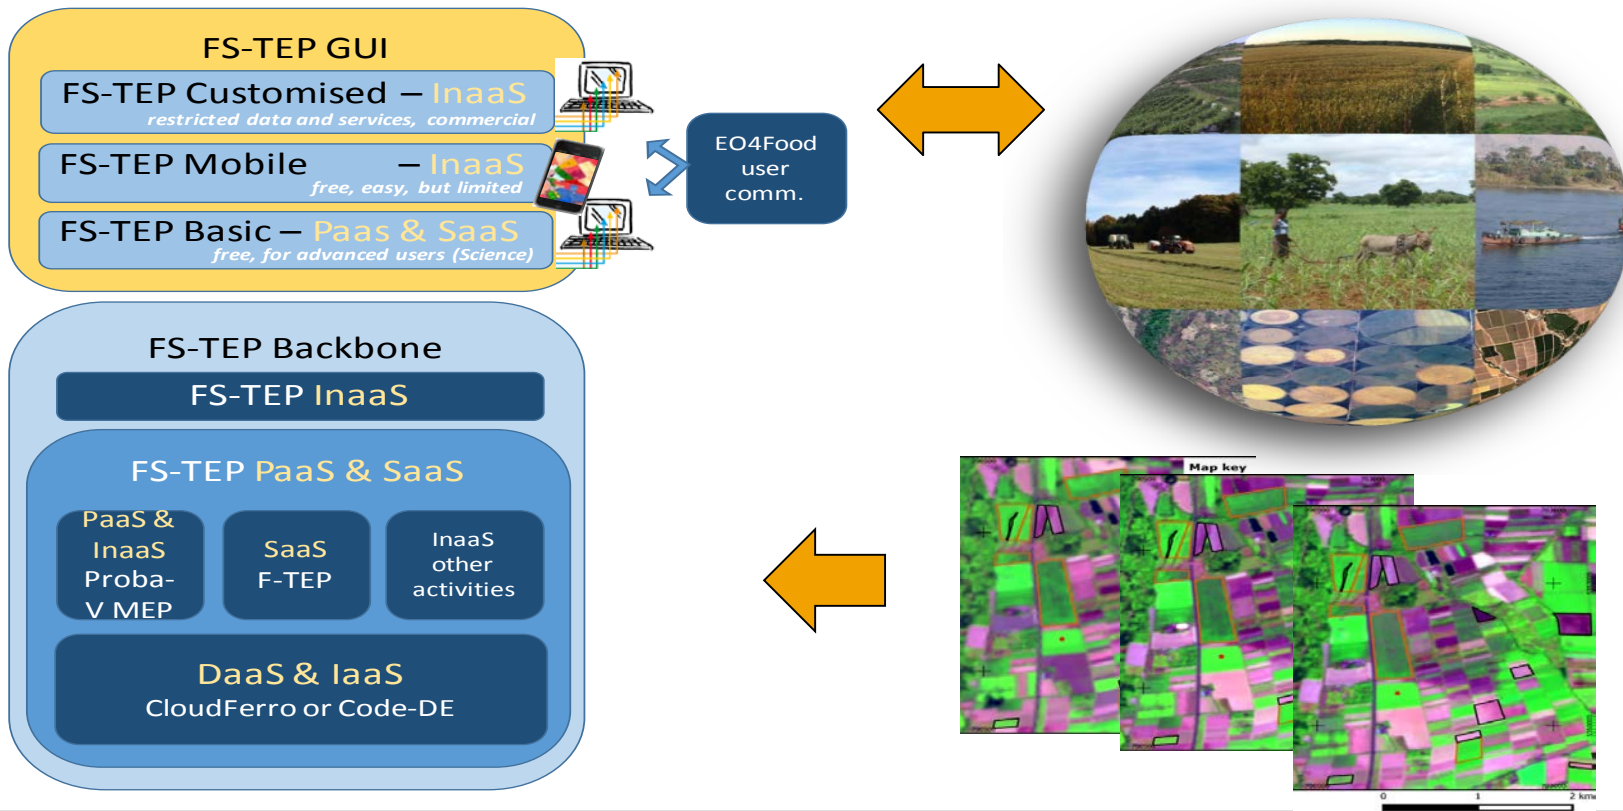 FS-TEP GUI
FS-TEP Customised – InaaS
restricted data and services, commercial
FS-TEP Mobile – InaaS
free, easy, but limited
FS-TEP Basic – Paas & SaaS
free, for advanced users (Science)
EO4Food
user
comm.
FS-TEP Backbone
FS-TEP InaaS
FS-TEP PaaS & SaaS
PaaS &
InaaS
Proba-
V MEP
SaaS
F-TEP
InaaS
other
activities
DaaS & IaaS
CloudFerro or Code-DE
Map key
0 1 2 km